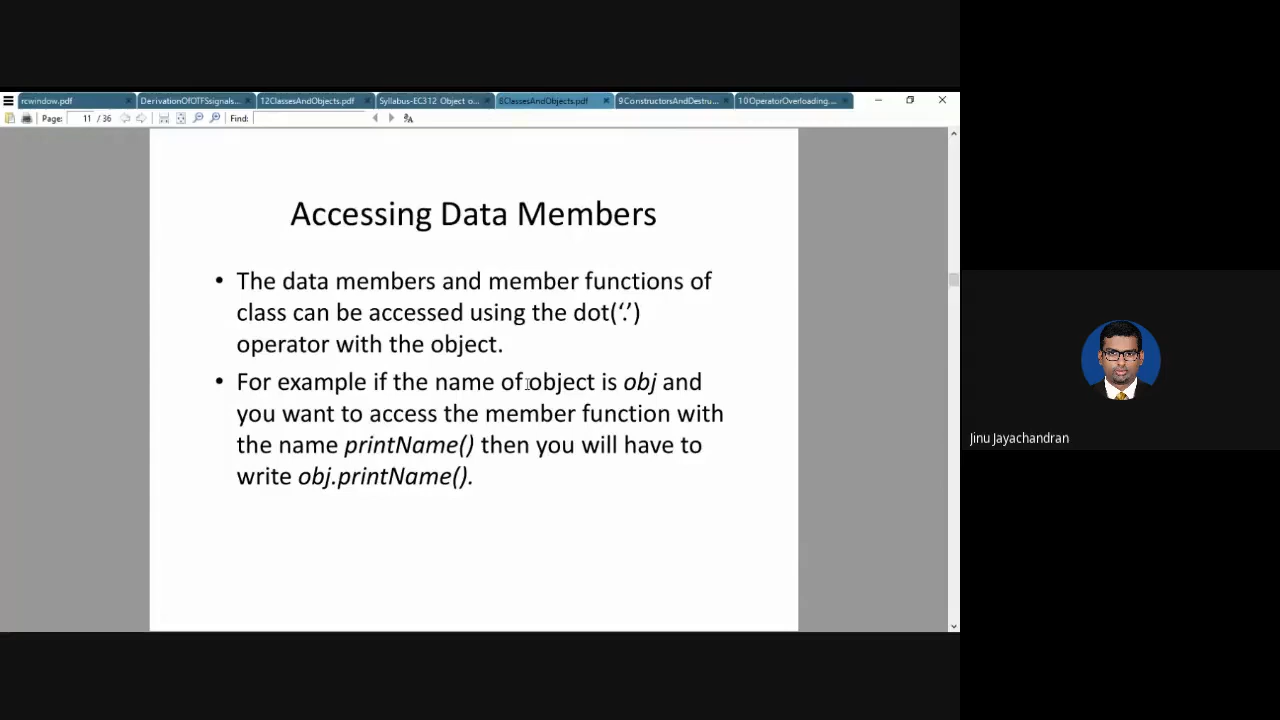 rcwindow.pdf DerivationOfOTFSsignals... 12ClassesAndObjects.pdf Syllabus-EC312 Object o... 8ClassesAndObjects.pdf 9ConstructorsAndDestru... 10OperatorOverloading....
Page: 11 / 36 Find:
Accessing Data Members
• The data members and member functions of
class can be accessed using the dot(‘.’)
operator with the object.
• For example if the name of object is obj and
you want to access the member function with
the name printName() then you will have to
write obj.printName().
Jinu Jayachandran